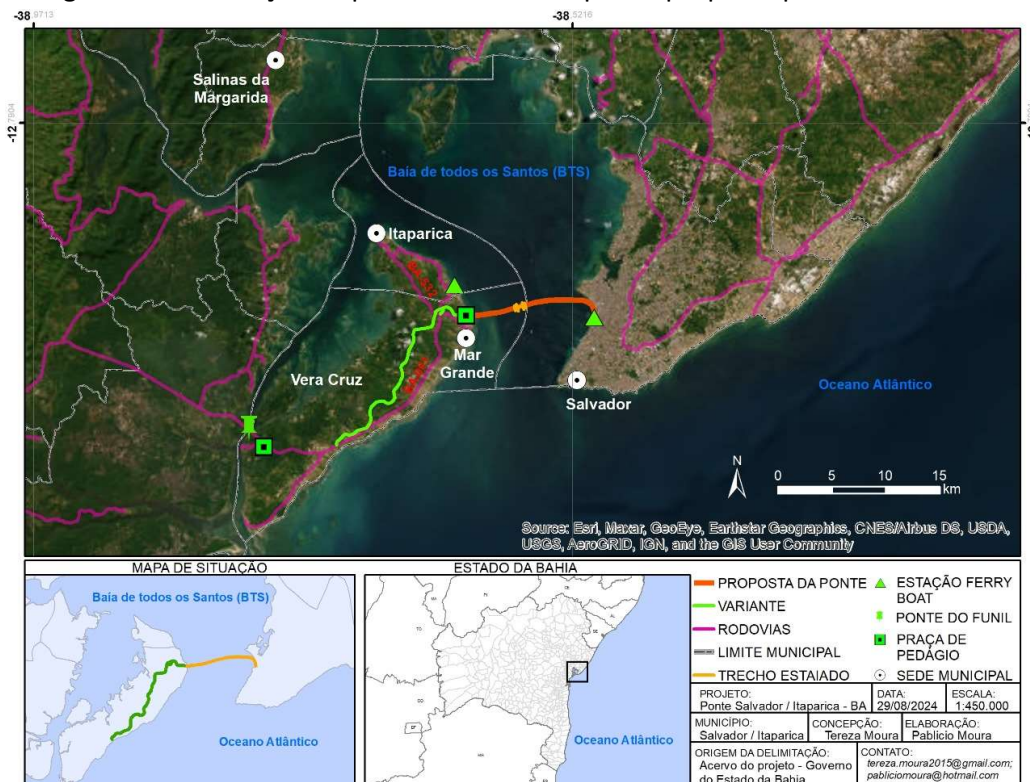 -38.9713
-38.5216
-12.7804
Salinas da
Margarida
Baía de todos os Santos (BTS)
Itaparica
Mar
Grande
Vera Cruz
Salvador
Oceano Atlântico
N
0 5 10 15
km
Source: Esri, Maxar, GeoEye, Earthstar Geographics, CNES/Airbus DS, USDA,
USGS, AeroGRID, IGN, and the GIS User Community
MAPA DE SITUAÇÃO
Baía de todos os Santos (BTS)
Oceano Atlântico
ESTADO DA BAHIA
Oceano Atlântico
PROPOSTA DA PONTE
VARIANTE
RODOVIAS
LIMITE MUNICIPAL
TRECHO ESTAIADO
ESTAÇÃO FERRY
BOAT
PONTE DO FUNIL
PRAÇA DE
PEDÁGIO
SEDE MUNICIPAL
PROJETO:
Ponte Salvador / Itaparica - BA
DATA:
29/08/2024
ESCALA:
1:450.000
MUNICÍPIO:
Salvador / Itaparica
CONCEPÇÃO:
Tereza Moura
ELABORAÇÃO:
Pablicio Moura
ORIGEM DA DELIMITAÇÃO:
Acervo do projeto - Governo
do Estado da Bahia
CONTATO:
tereza.moura2015@gmail.com;
pabliciomoura@hotmail.com